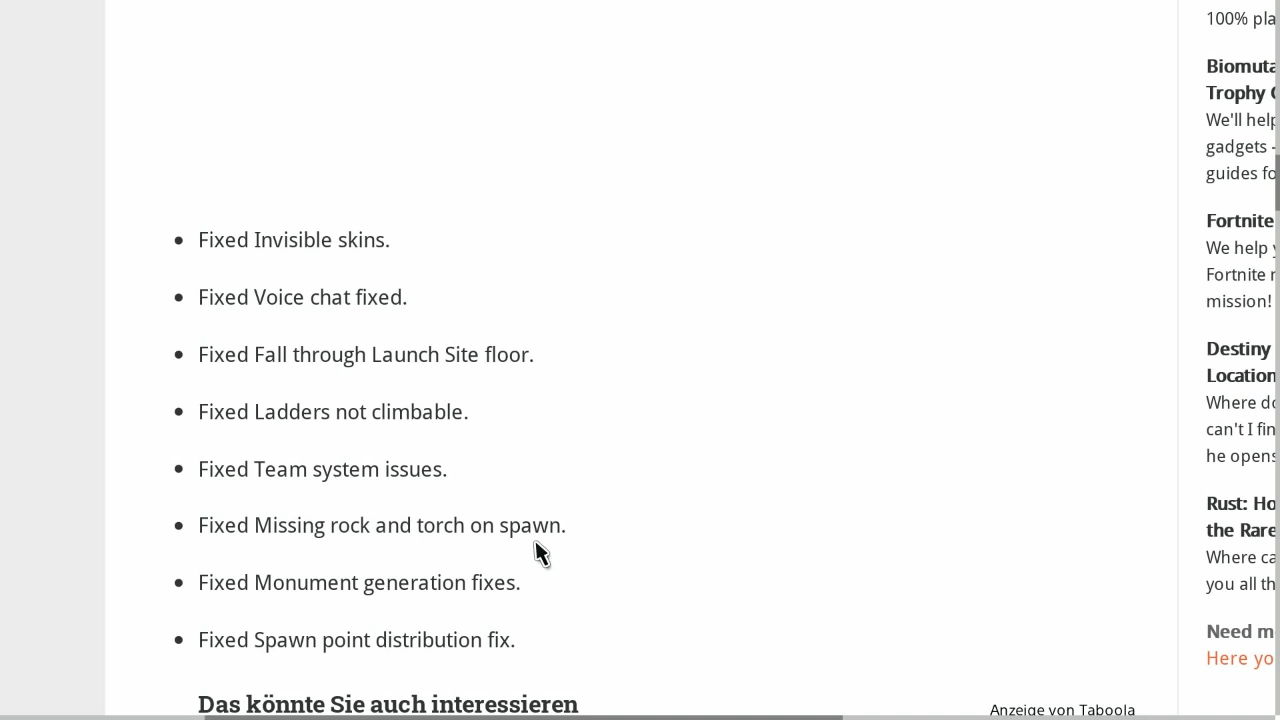 Fixed Invisible skins.
Fixed Voice chat fixed.
Fixed Fall through Launch Site floor.
Fixed Ladders not climbable.
Fixed Team system issues.
Fixed Missing rock and torch on spawn.
Fixed Monument generation fixes.
Fixed Spawn point distribution fix.
Das könnte Sie auch interessieren
Anzeige von Taboola
100% pla
Biomuta
Trophy
We'll help
gadgets -
guides fo
Fortnite
We help
Fortnite
mission!
Destiny
Location
Where do
can't I fin
he opens
Rust: Ho
the Rare
Where ca
you all th
Need m
Here yo